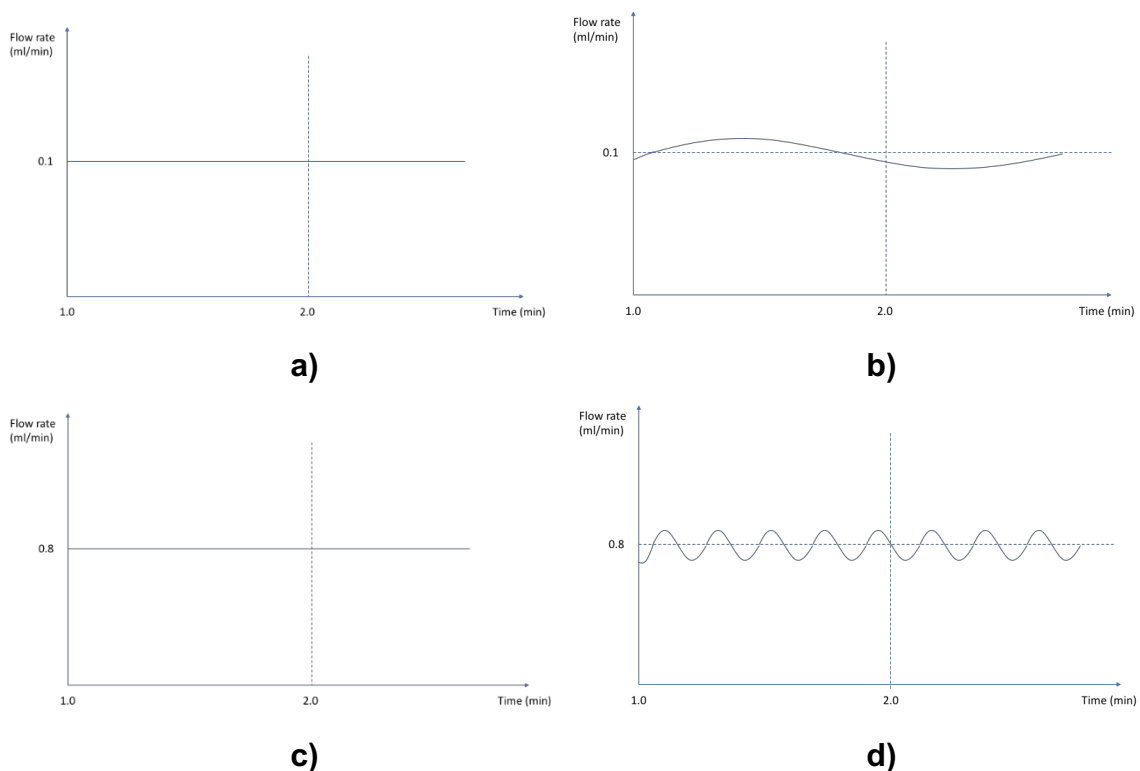 Flow rate
(ml/min)
0.1
1.0
2.0
Time (min)
a)
Flow rate
(ml/min)
0.1
1.0
2.0
Time (min)
b)
Flow rate
(ml/min)
0.8
1.0
2.0
Time (min)
c)
Flow rate
(ml/min)
0.8
1.0
2.0
Time (min)
d)